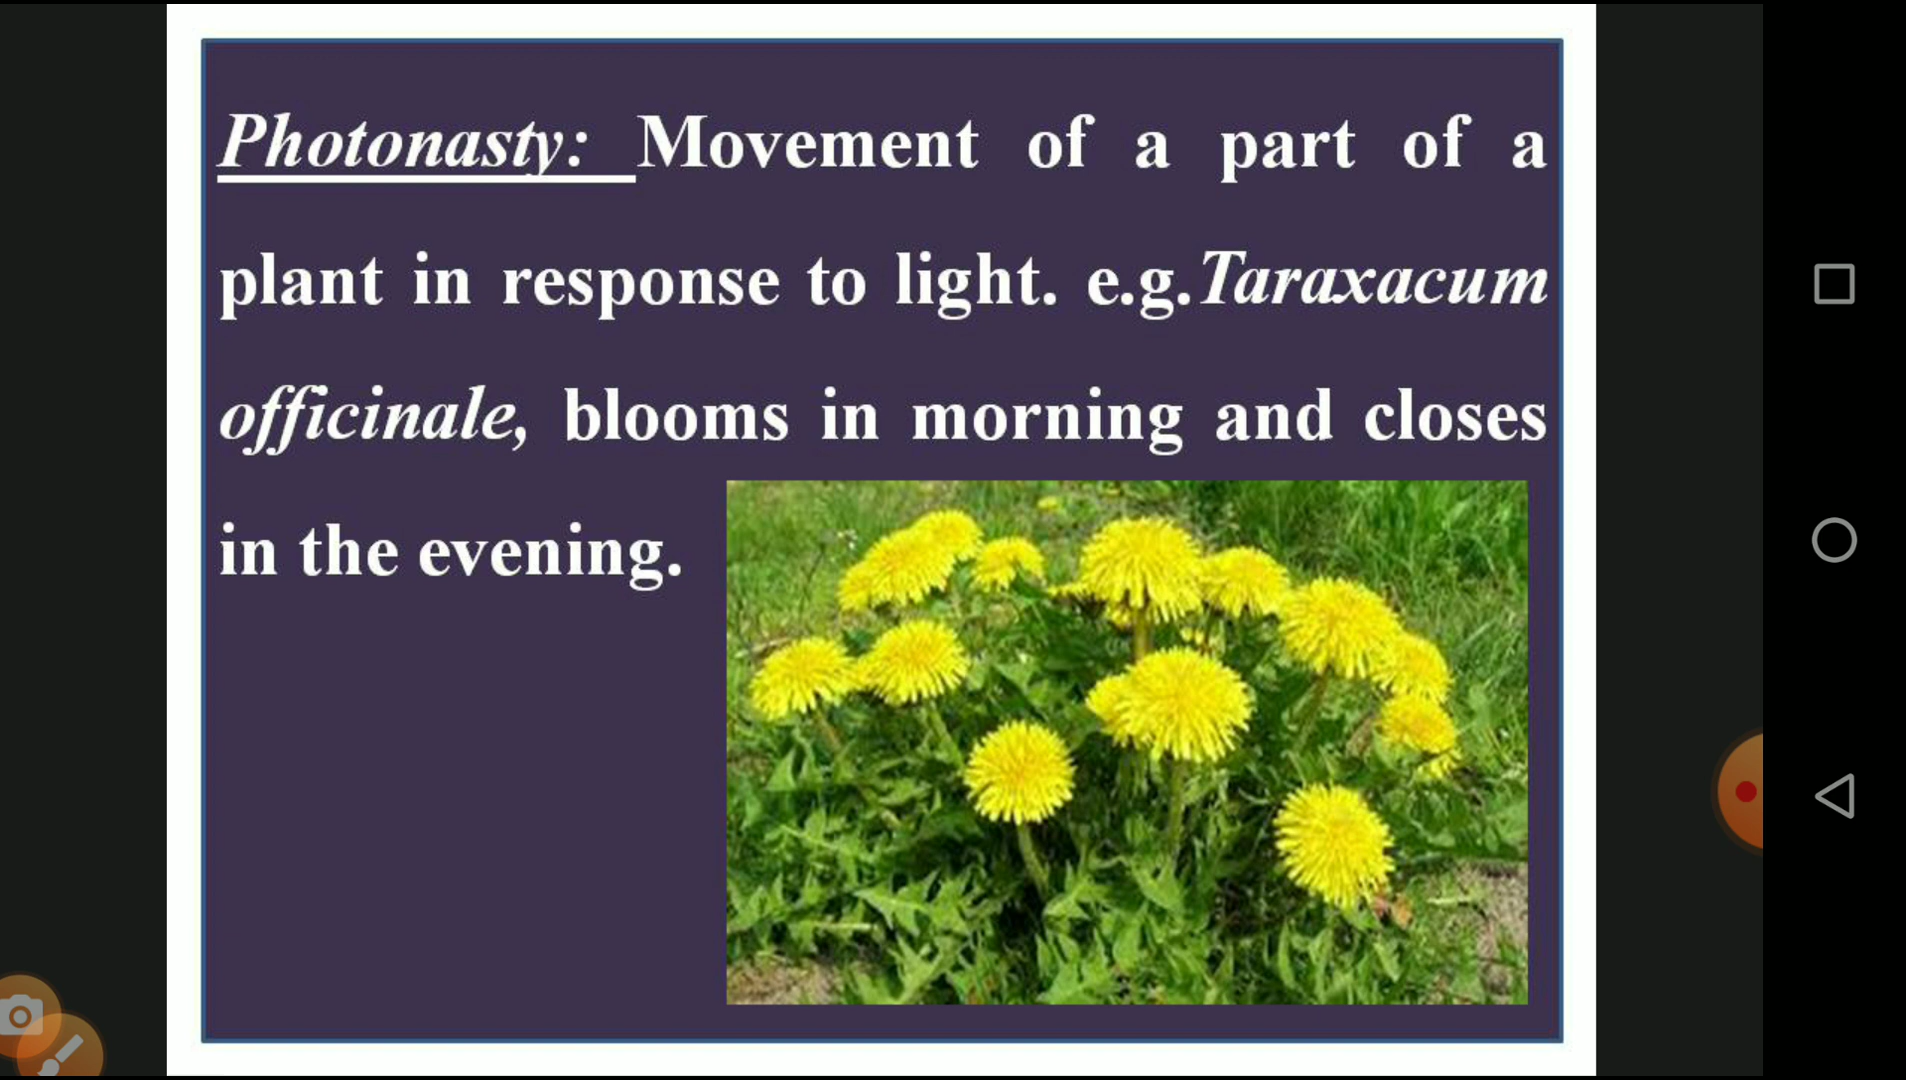 Photonasty: Movement of a part of a
plant in response to light. e.g.Taraxacum
officinale, blooms in morning and closes
in the evening.